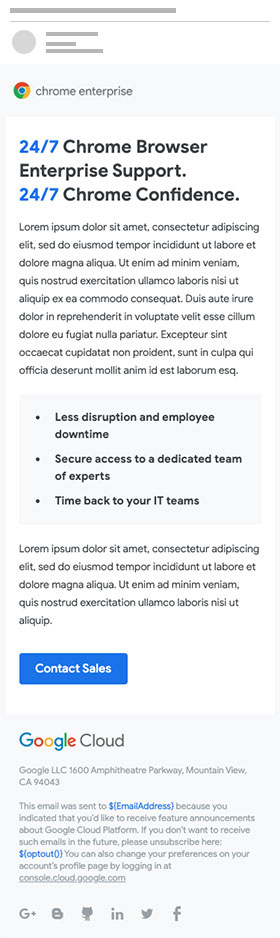 chrome enterprise
24/7 Chrome Browser
Enterprise Support.
24/7 Chrome Confidence.
Lorem ipsum dolor sit amet, consectetur adipiscing
elit, sed do eiusmod tempor incididunt ut labore et
dolore magna aliqua. Ut enim ad minim veniam,
quis nostrud exercitation ullamco laboris nisi ut
aliquip ex ea commodo consequat. Duis aute irure
dolor in reprehenderit in voluptate velit esse cillum
dolore eu fugiat nulla pariatur. Excepteur sint
occaecat cupidatat non proident, sunt in culpa qui
officia deserunt mollit anim id est laborum esq.
• Less disruption and employee
downtime
• Secure access to a dedicated team
of experts
• Time back to your IT teams
Lorem ipsum dolor sit amet, consectetur adipiscing
elit, sed do eiusmod tempor incididunt ut labore et
dolore magna aliqua. Ut enim ad minim veniam,
quis nostrud exercitation ullamco laboris nisi ut
aliquip.
Contact Sales
Google Cloud
Google LLC 1600 Amphitheatre Parkway, Mountain View,
CA 94043
This email was sent to ${EmailAddress} because you
indicated that you'd like to receive feature announcements
about Google Cloud Platform. If you don't want to receive
such emails in the future, please unsubscribe here:
${optout()} You can also change your preferences on your
account's profile page by logging in at
console.cloud.google.com